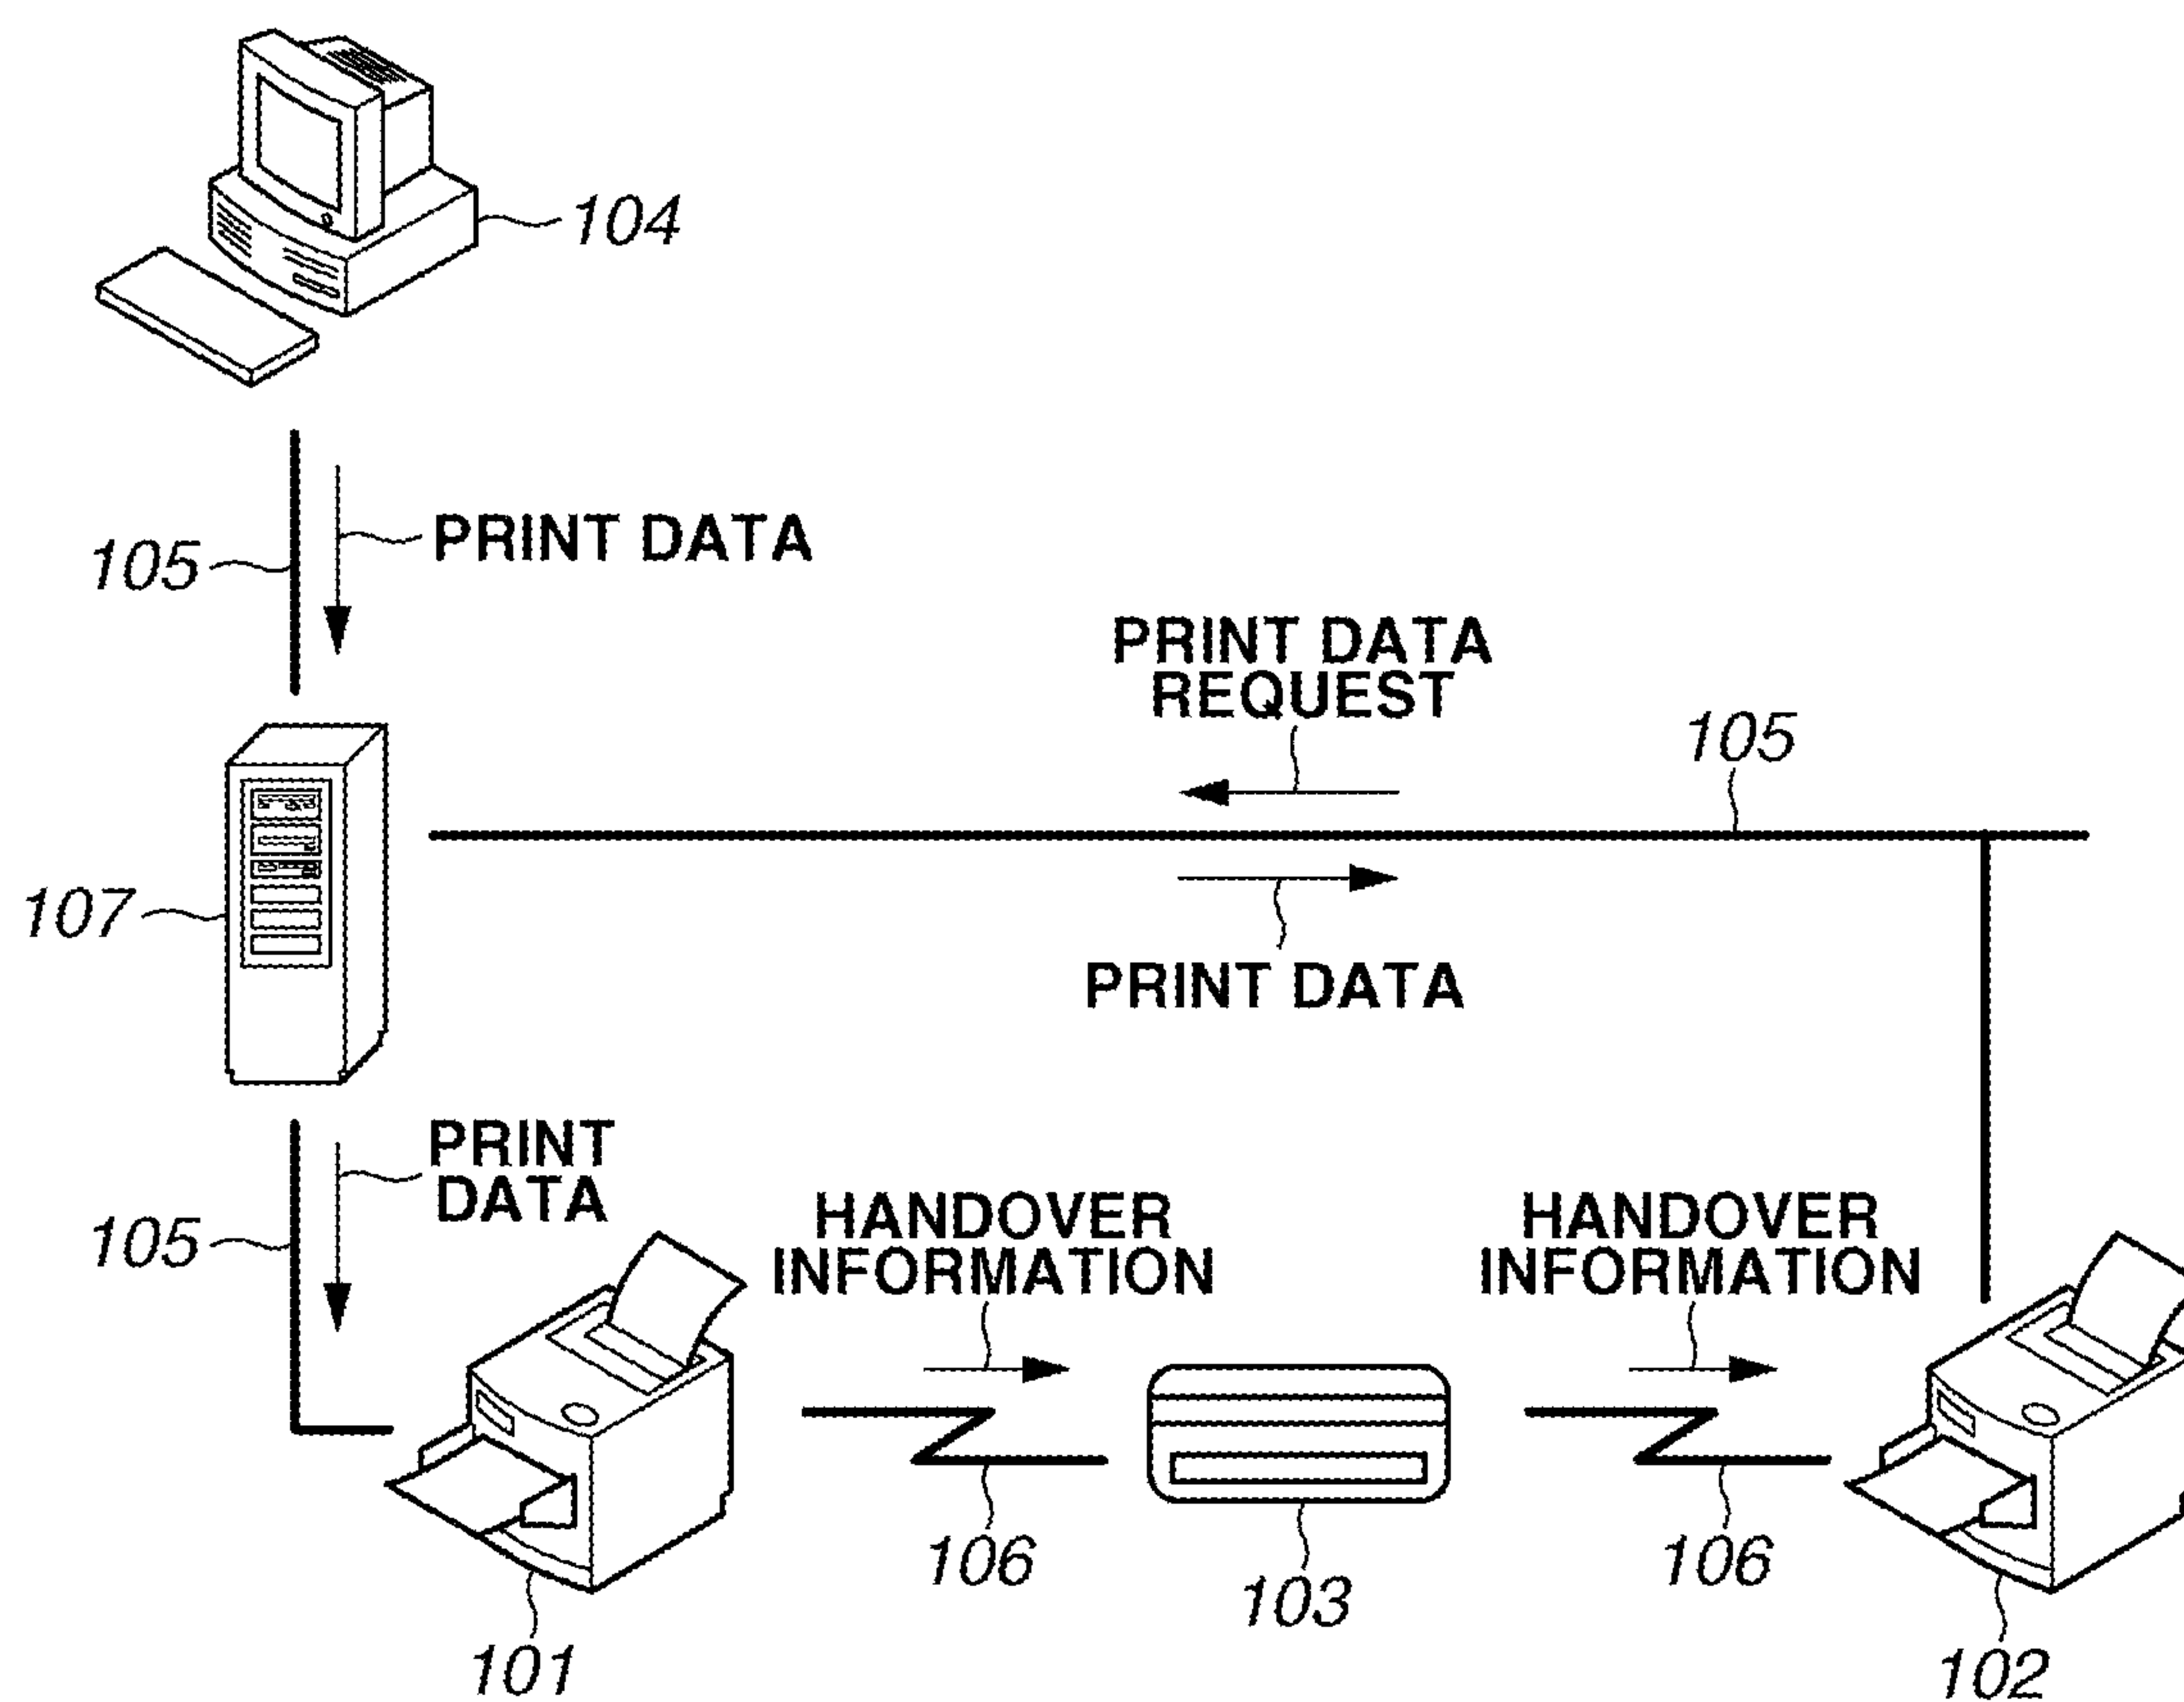 104
105
PRINT DATA
PRINT DATA
REQUEST
105
107
PRINT DATA
PRINT
DATA
105
HANDOVER
INFORMATION
HANDOVER
INFORMATION
106
103
106
101
102